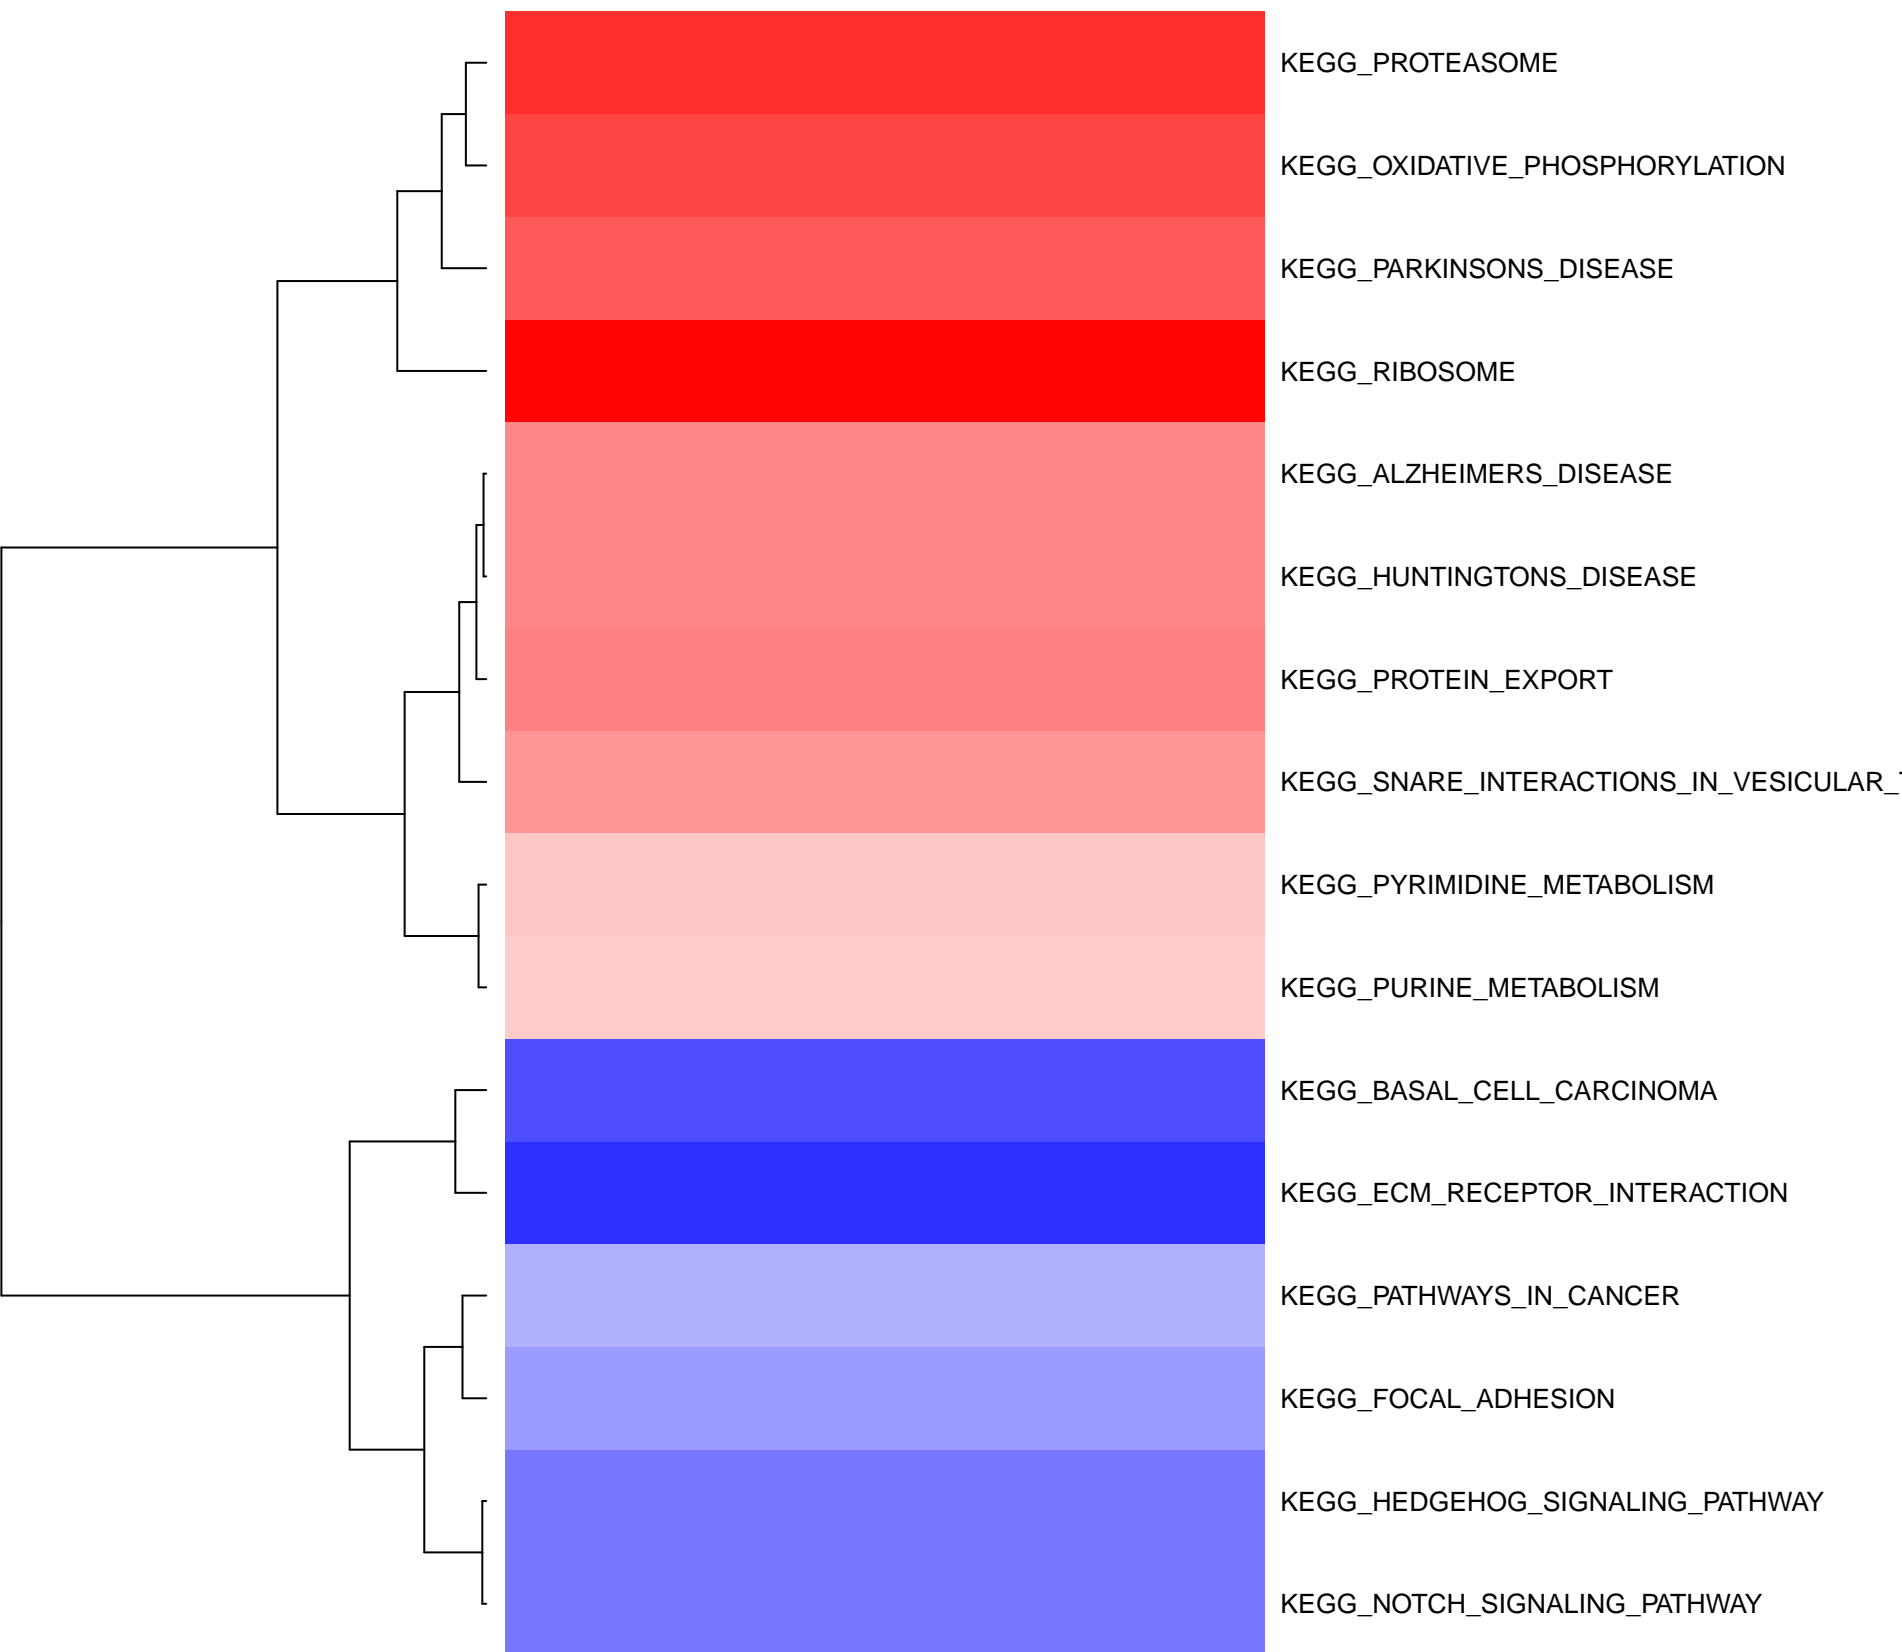 KEGG_PROTEASOME
KEGG_OXIDATIVE_PHOSPHORYLATION
KEGG_PARKINSONS_DISEASE
KEGG_RIBOSOME
KEGG_ALZHEIMERS_DISEASE
KEGG_HUNTINGTONS_DISEASE
KEGG_PROTEIN_EXPORT
KEGG_SNARE_INTERACTIONS_IN_VESICULAR_
KEGG_PYRIMIDINE_METABOLISM
KEGG_PURINE_METABOLISM
KEGG_BASAL_CELL_CARCINOMA
KEGG_ECM_RECEPTOR_INTERACTION
KEGG_PATHWAYS_IN_CANCER
KEGG_FOCAL_ADHESION
KEGG_HEDGEHOG_SIGNALING_PATHWAY
KEGG_NOTCH_SIGNALING_PATHWAY